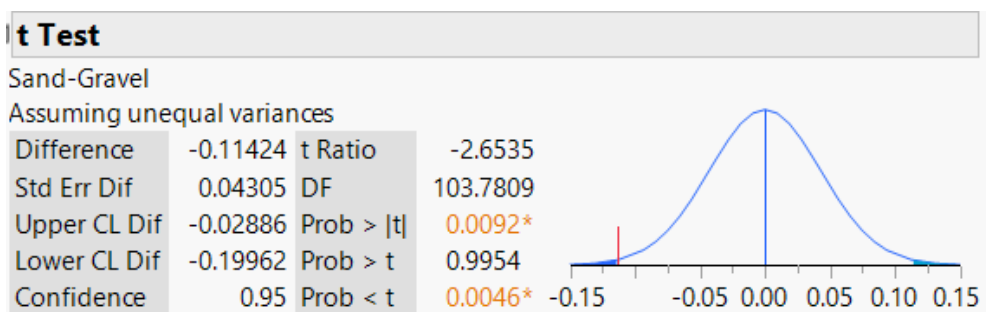 t Test
Sand-Gravel
Assuming unequal variances
Difference -0.11424 t Ratio -2.6535
Std Err Dif 0.04305 DF 103.7809
Upper CL Dif -0.02886 Prob > |t| 0.0092*
Lower CL Dif -0.19962 Prob > t 0.9954
Confidence 0.95 Prob < t 0.0046*
-0.15 -0.05 0.00 0.05 0.10 0.15